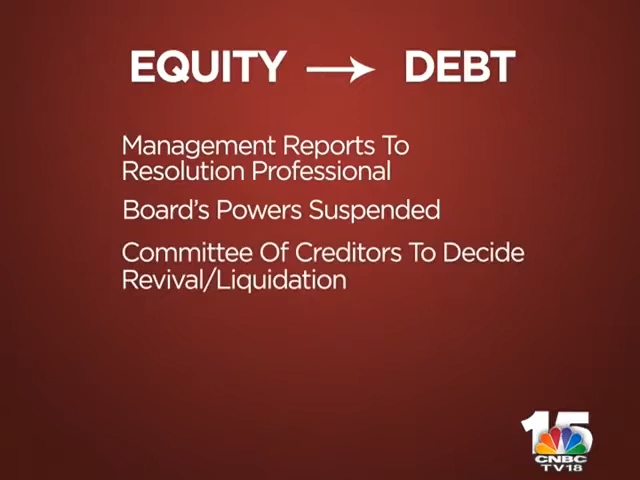 EQUITY → DEBT
Management Reports To
Resolution Professional
Board's Powers Suspended
Committee Of Creditors To Decide
Revival/Liquidation
15
CNBC
TV18